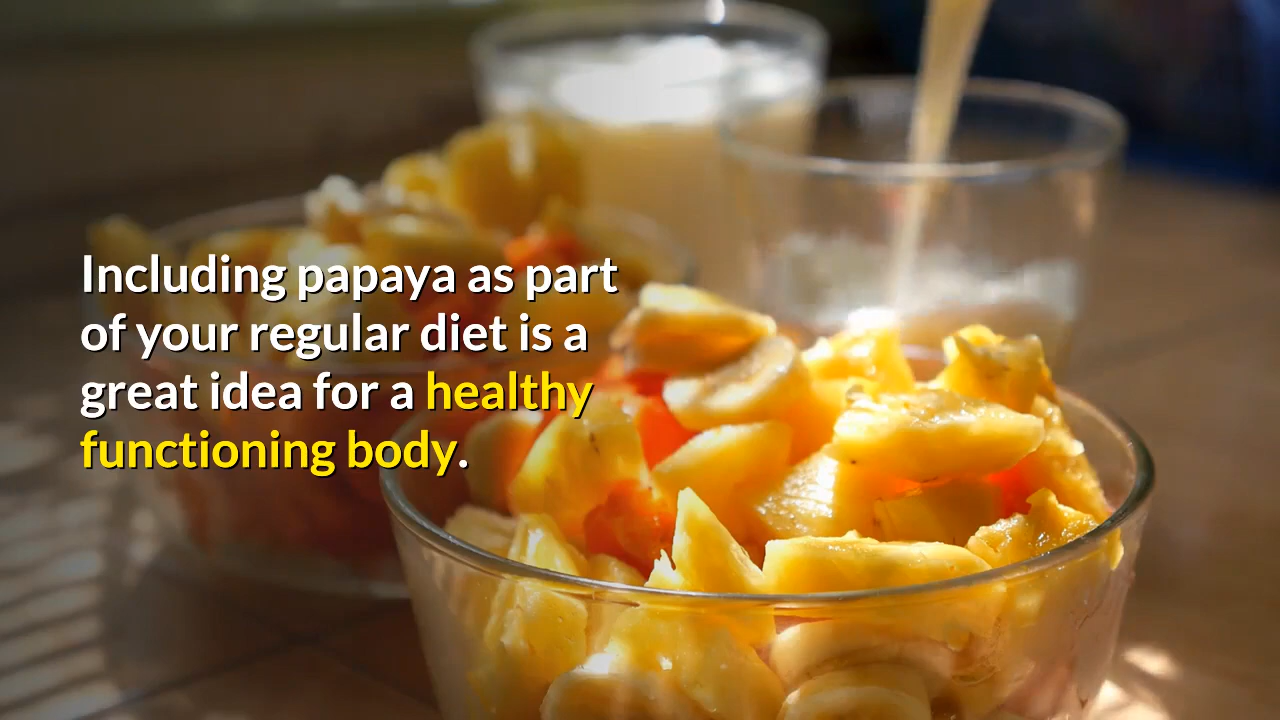 Including papaya as part
of your regular diet is a
great idea for a healthy
functioning body.